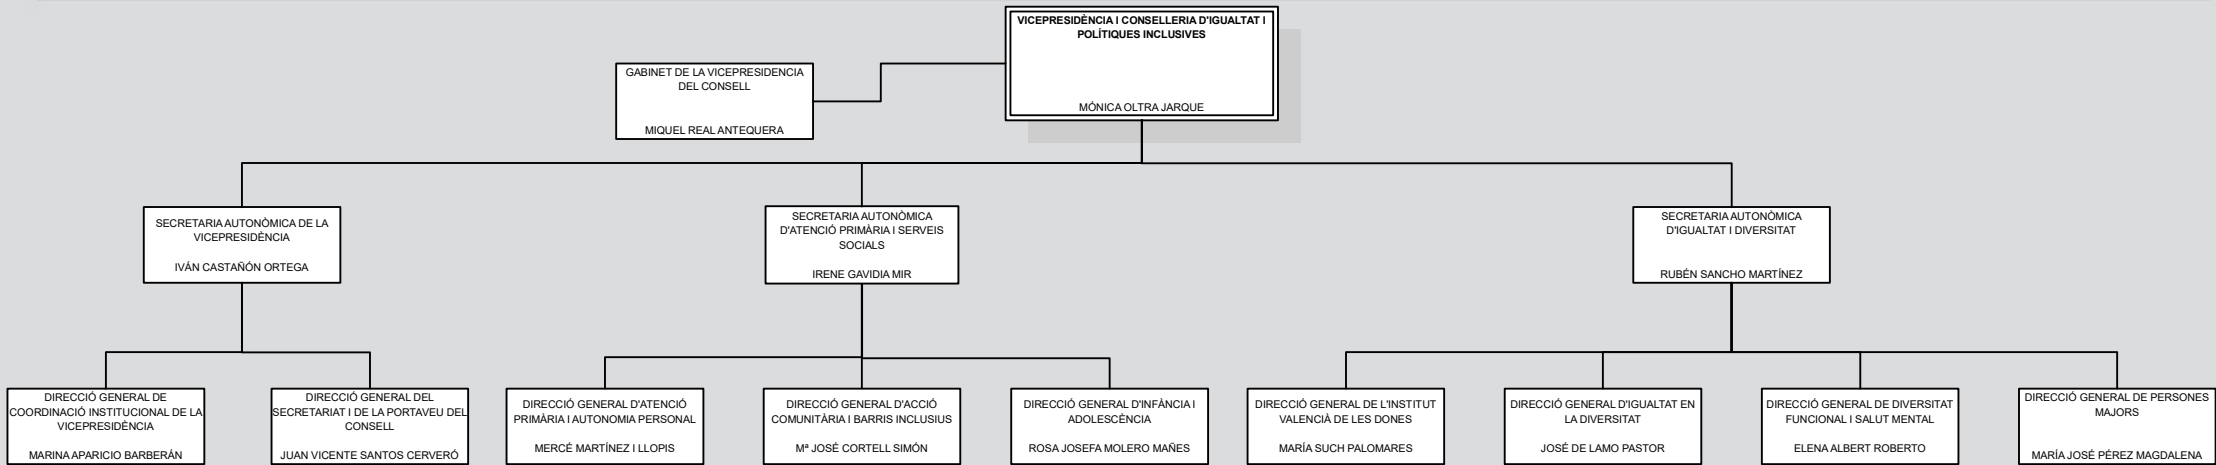 VICEPRESIDÈNCIA I CONSELLERIA D'IGUALTAT I
POLÍTIQUES INCLUSIVES
MÓNICA OLTRA JARQUE
GABINET DE LA VICEPRESIDENCIA
DEL CONSELL
MIQUEL REAL ANTEQUERA
SECRETARIA AUTONÒMICA DE LA
VICEPRESIDÈNCIA
IVÁN CASTAÑÓN ORTEGA
SECRETARIA AUTONÒMICA
D'ATENCIÓ PRIMÀRIA I SERVEIS
SOCIALS
IRENE GAVIDIA MIR
SECRETARIA AUTONÒMICA
D'IGUALTAT I DIVERSITAT
RUBÉN SANCHO MARTÍNEZ
DIRECCIÓ GENERAL DE
COORDINACIÓ INSTITUCIONAL DE LA
VICEPRESIDÈNCIA
MARINA APARICIO BARBERÁN
DIRECCIÓ GENERAL DEL
SECRETARIAT I DE LA PORTAVEU DEL
CONSELL
JUAN VICENTE SANTOS CERVERÓ
DIRECCIÓ GENERAL D'ATENCIÓ
PRIMÀRIA I AUTONOMIA PERSONAL
MERCÉ MARTÍNEZ I LLOPIS
DIRECCIÓ GENERAL D'ACCIÓ
COMUNITÀRIA I BARRIS INCLUSIUS
Mª JOSÉ CORTELL SIMÓN
DIRECCIÓ GENERAL D'INFÀNCIA I
ADOLESCÈNCIA
ROSA JOSEFA MOLERO MAÑES
DIRECCIÓ GENERAL DE L'INSTITUT
VALENCIÀ DE LES DONES
MARÍA SUCH PALOMARES
DIRECCIÓ GENERAL D'IGUALTAT EN
LA DIVERSITAT
JOSÉ DE LAMO PASTOR
DIRECCIÓ GENERAL DE DIVERSITAT
FUNCIONAL I SALUT MENTAL
ELENA ALBERT ROBERTO
DIRECCIÓ GENERAL DE PERSONES
MAJORS
MARÍA JOSÉ PÉREZ MAGDALENA